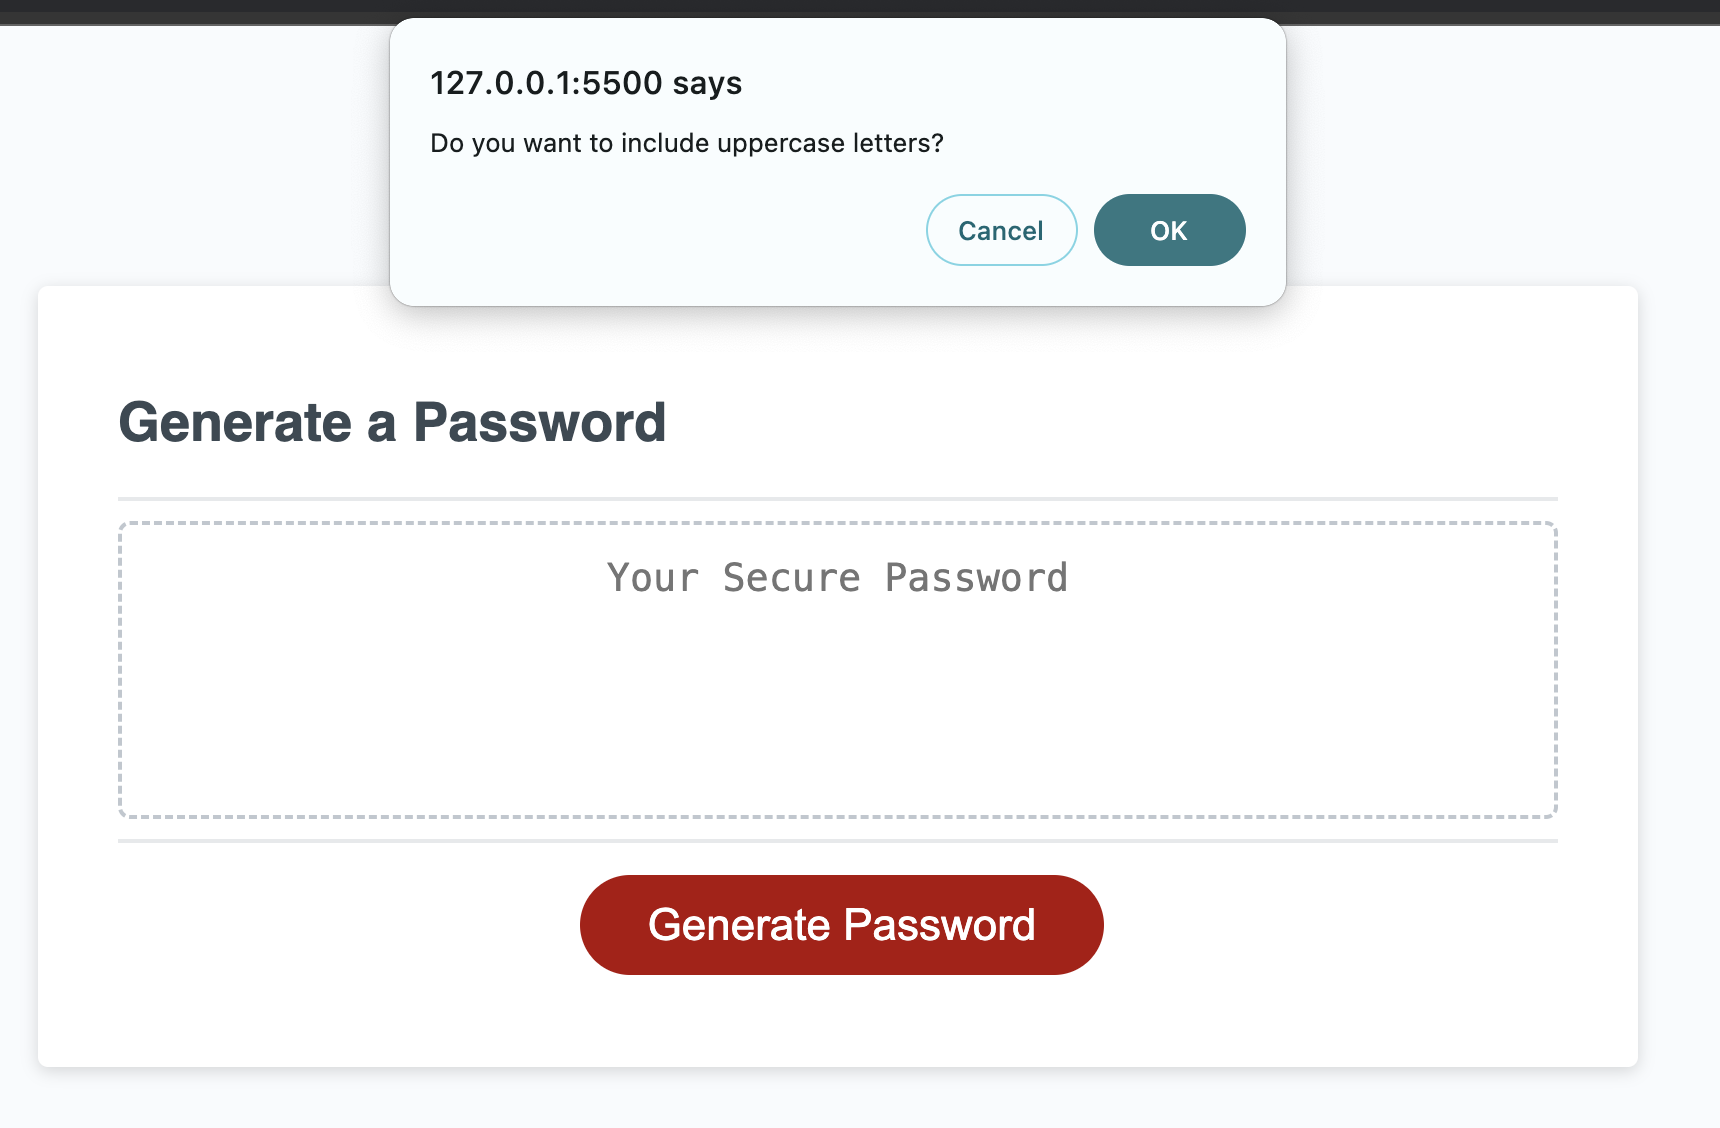 127.0.0.1:5500 says
Do you want to include uppercase letters?
Cancel
OK
Generate a Password
Your Secure Password
Generate Password